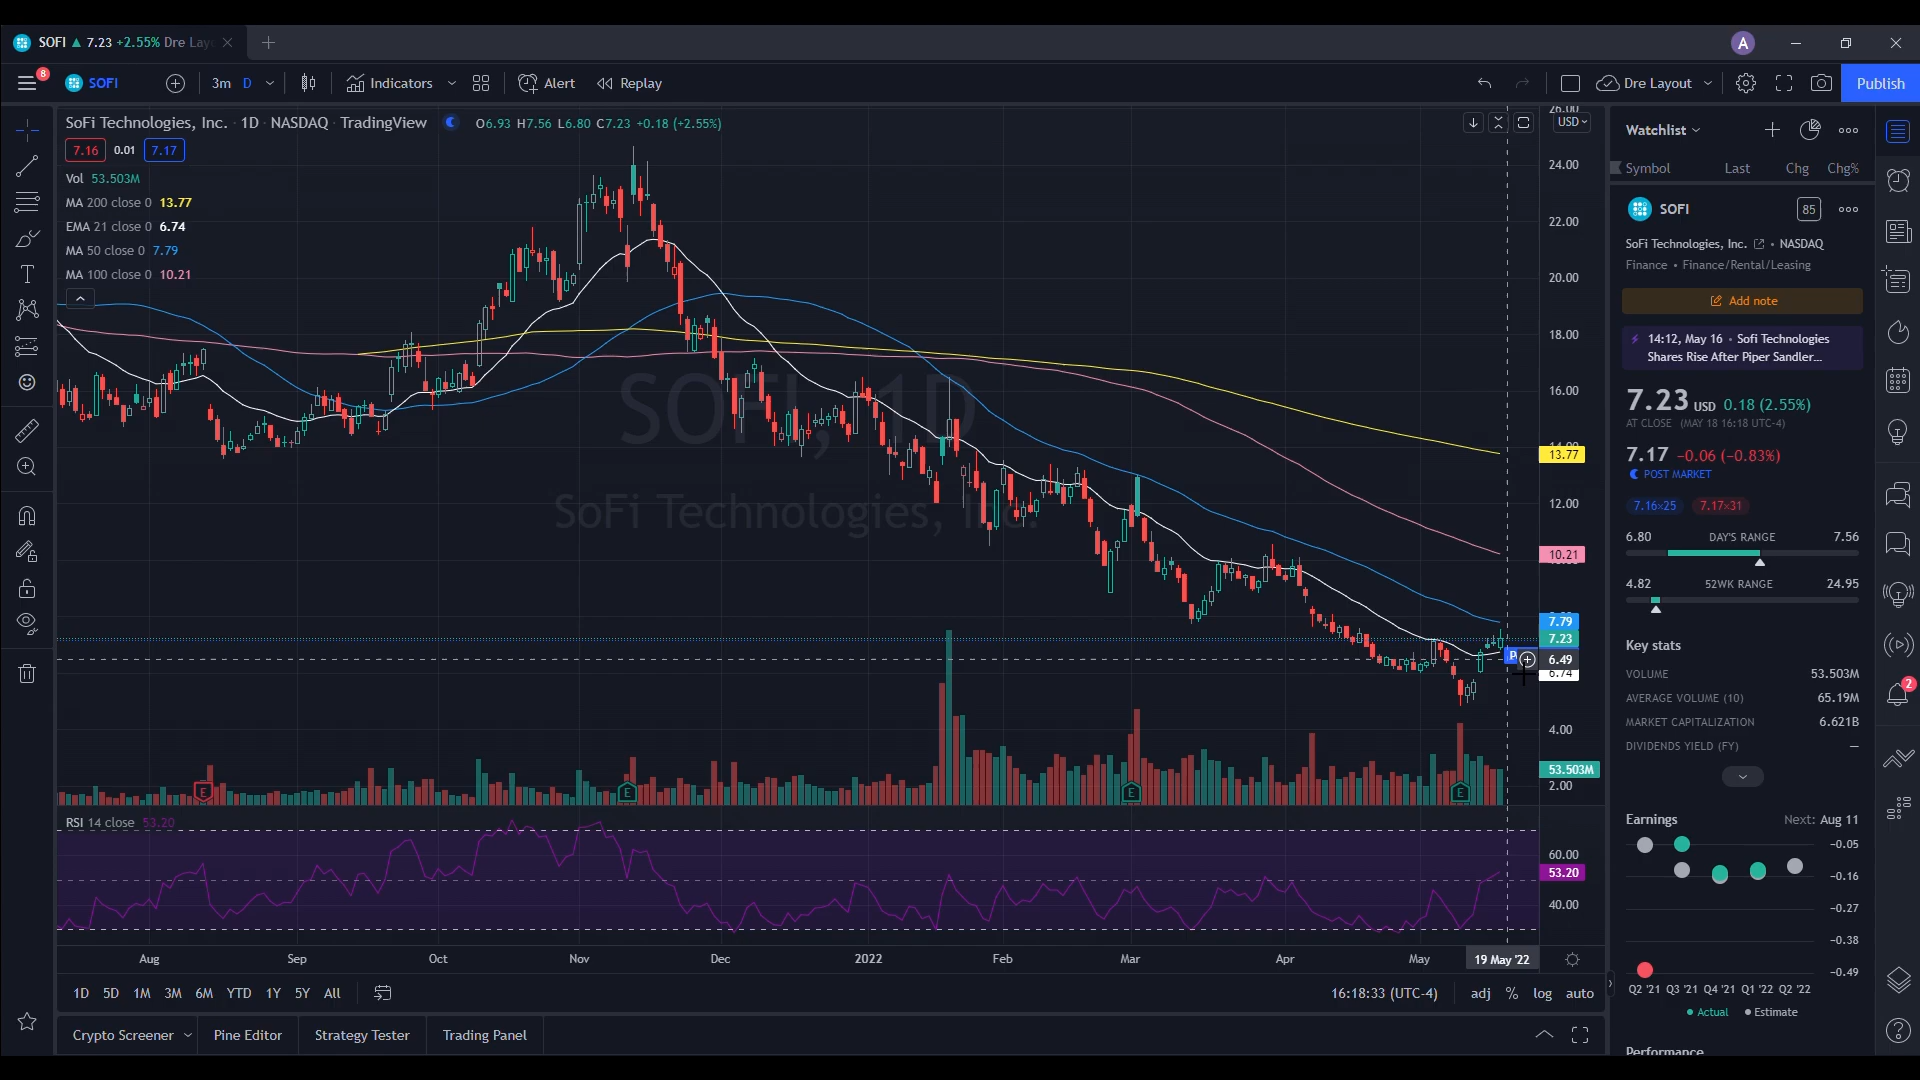 SOFI ▲ 7.23 +2.55% Dre Lay
A
8
SOFI
3m D
Indicators
Alert
Replay
Dre Layout
Publish
SoFi Technologies, Inc. · 1D · NASDAQ · TradingView
O6.93 H7.56 L6.80 C7.23 +0.18 (+2.55%)
7.16 0.01 7.17
Vol 53.503M
MA 200 close 0 13.77
EMA 21 close 0 6.74
MA 50 close 0 7.79
MA 100 close 0 10.21
SOFI, 1D
SoFi Technologies, Inc.
USD
26.00
24.00
22.00
20.00
18.00
16.00
14.00
13.77
12.00
10.21
7.79
7.23
6.49
6.74
4.00
53.503M
2.00
E
E
E
E
RSI 14 close 53.20
60.00
53.20
40.00
Aug Sep Oct Nov Dec 2022 Feb Mar Apr May 19 May '22
1D 5D 1M 3M 6M YTD 1Y 5Y All
16:18:33 (UTC-4) adj % log auto
Crypto Screener Pine Editor Strategy Tester Trading Panel
Watchlist
Symbol Last Chg Chg%
SOFI
85
SoFi Technologies, Inc. • NASDAQ
Finance • Finance/Rental/Leasing
Add note
14:12, May 16 • Sofi Technologies
Shares Rise After Piper Sandler...
7.23 USD 0.18 (2.55%)
AT CLOSE (MAY 18 16:18 UTC-4)
7.17 -0.06 (-0.83%)
POST MARKET
7.16×25 7.17×31
6.80 DAY'S RANGE 7.56
4.82 52WK RANGE 24.95
Key stats
VOLUME 53.503M
AVERAGE VOLUME (10) 65.19M
MARKET CAPITALIZATION 6.621B
DIVIDENDS YIELD (FY) —
Earnings Next: Aug 11
-0.05
-0.16
-0.27
-0.38
-0.49
Q2 '21 Q3 '21 Q4 '21 Q1 '22 Q2 '22
• Actual • Estimate
Performance
2